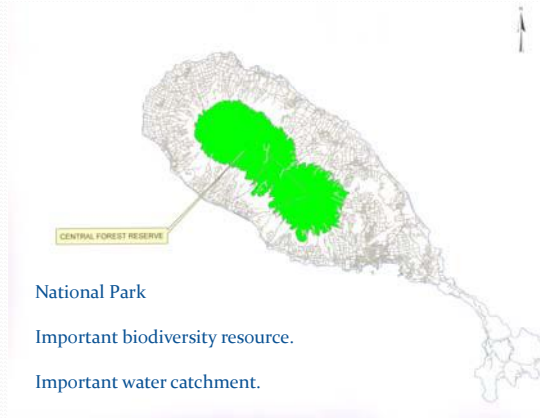 CENTRAL FOREST RESERVE
National Park
Important biodiversity resource.
Important water catchment.